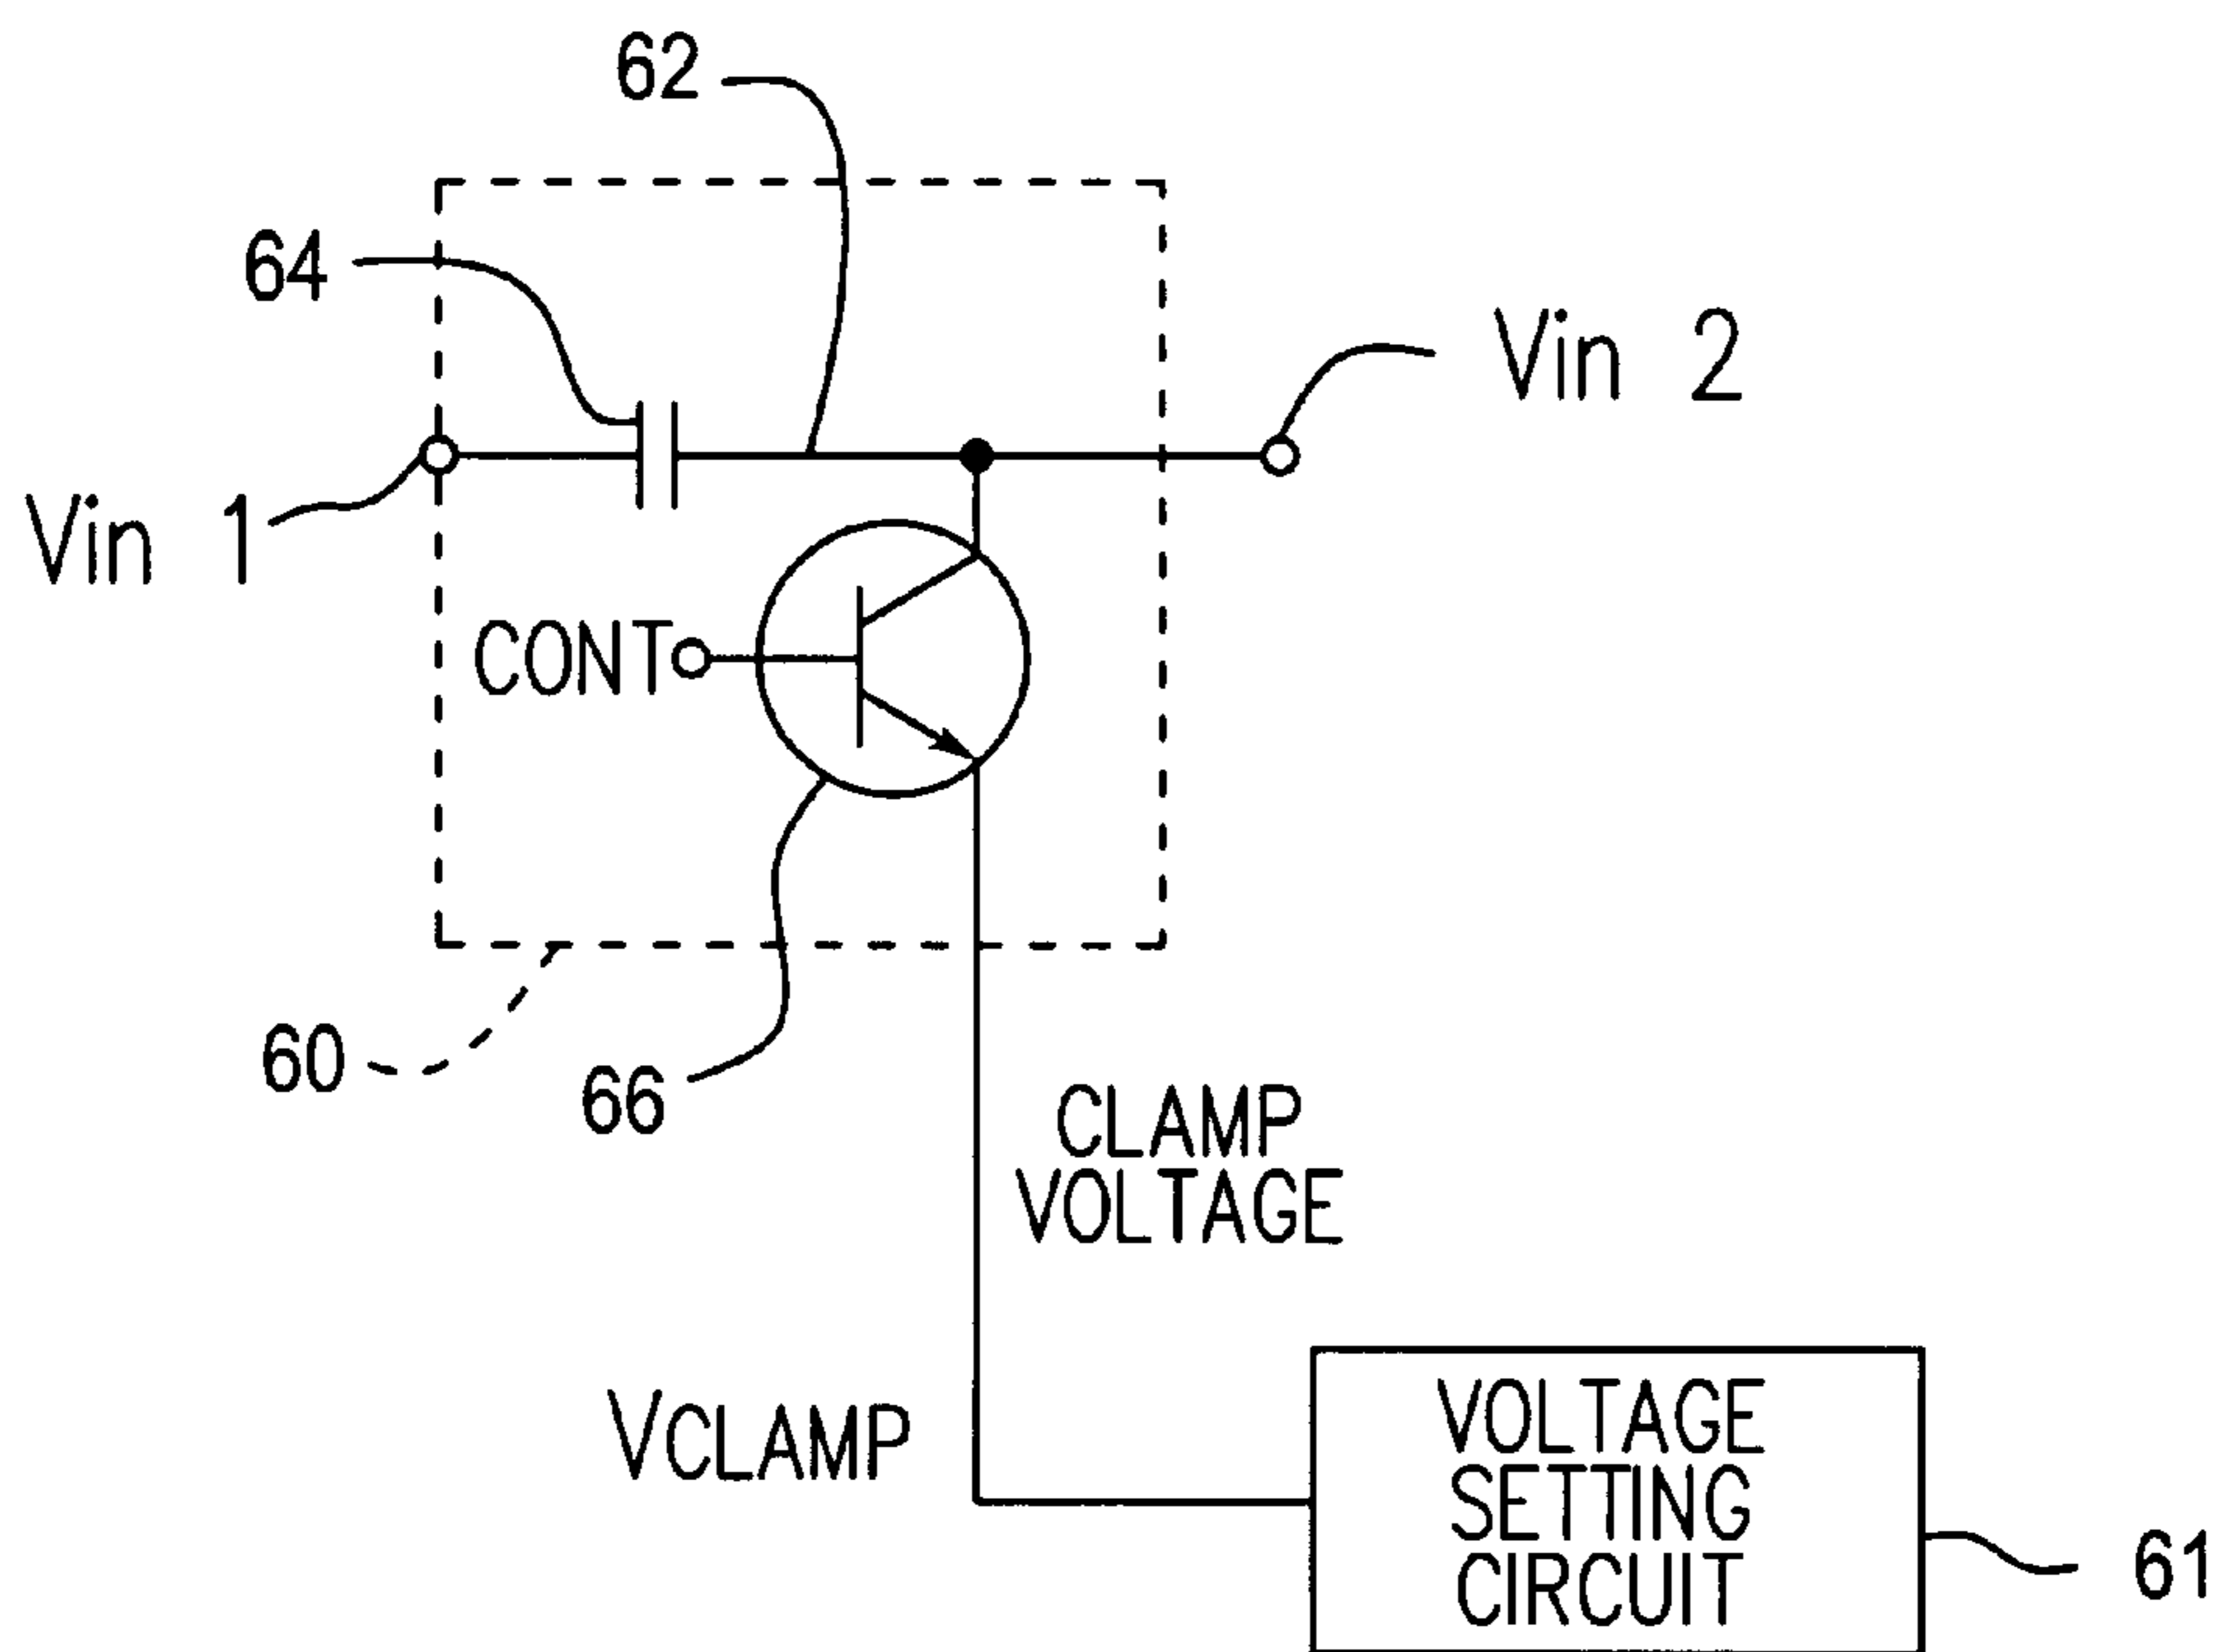 62
64
Vin 2
Vin 1
CONT
60
66
CLAMP
VOLTAGE
VCLAMP
VOLTAGE
SETTING
CIRCUIT
61